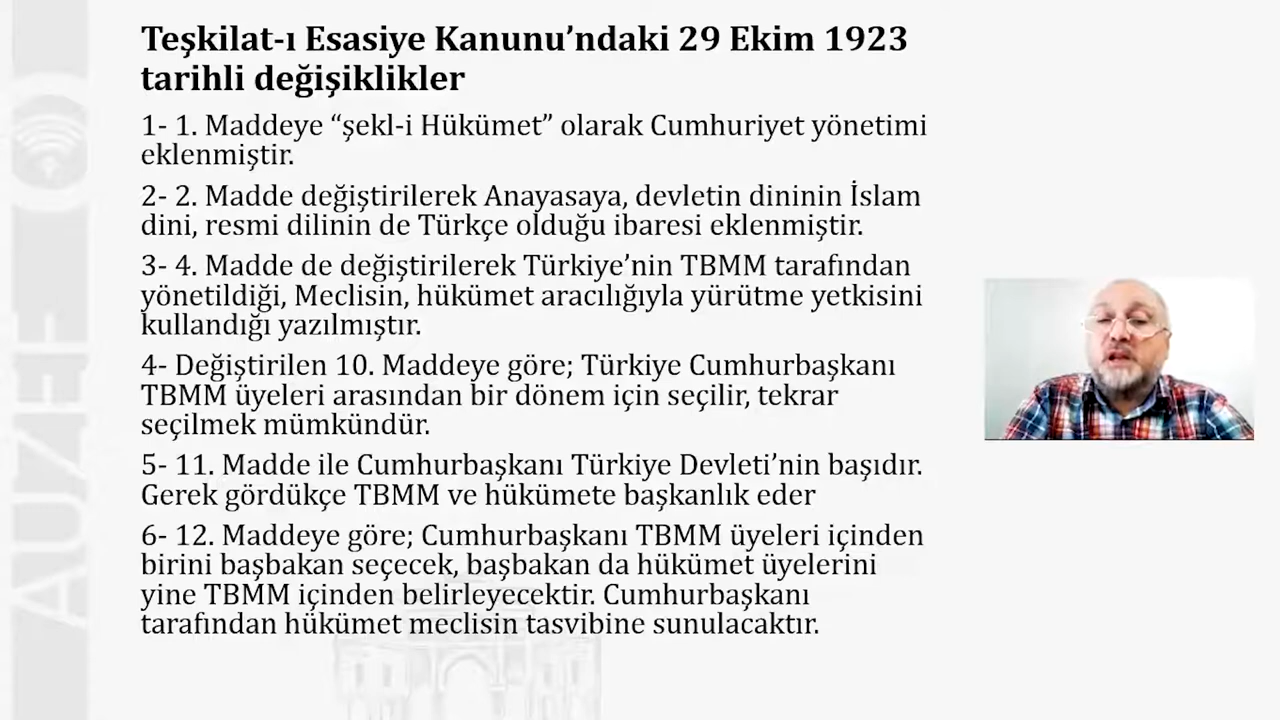 Teşkilat-ı Esasiye Kanunu’ndaki 29 Ekim 1923
tarihli değişiklikler
1- 1. Maddeye “şekl-i Hükümet” olarak Cumhuriyet yönetimi
eklenmiştir.
2- 2. Madde değiştirilerek Anayasaya, devletin dininin İslam
dini, resmi dilinin de Türkçe olduğu ibaresi eklenmiştir.
3- 4. Madde de değiştirilerek Türkiye’nin TBMM tarafından
yönetildiği, Meclisin, hükümet aracılığıyla yürütme yetkisini
kullandığı yazılmıştır.
4- Değiştirilen 10. Maddeye göre; Türkiye Cumhurbaşkanı
TBMM üyeleri arasından bir dönem için seçilir, tekrar
seçilmek mümkündür.
5- 11. Madde ile Cumhurbaşkanı Türkiye Devleti’nin başıdır.
Gerek gördükçe TBMM ve hükümete başkanlık eder
6- 12. Maddeye göre; Cumhurbaşkanı TBMM üyeleri içinden
birini başbakan seçecek, başbakan da hükümet üyelerini
yine TBMM içinden belirleyecektir. Cumhurbaşkanı
tarafından hükümet meclisin tasvibine sunulacaktır.
AUZEF